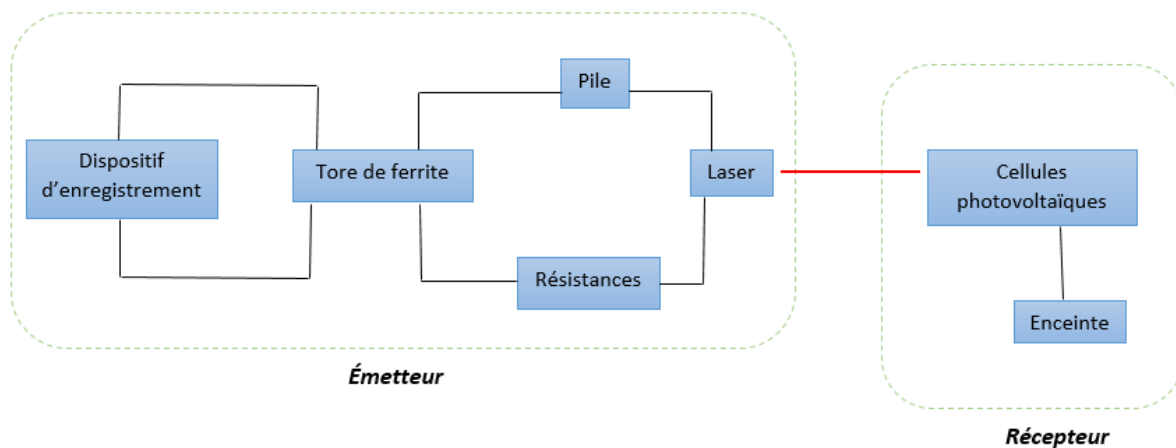 Pile
Dispositif
d'enregistrement
Tore de ferrite
Laser
Résistances
Émetteur
Cellules
photovoltaïques
Enceinte
Récepteur